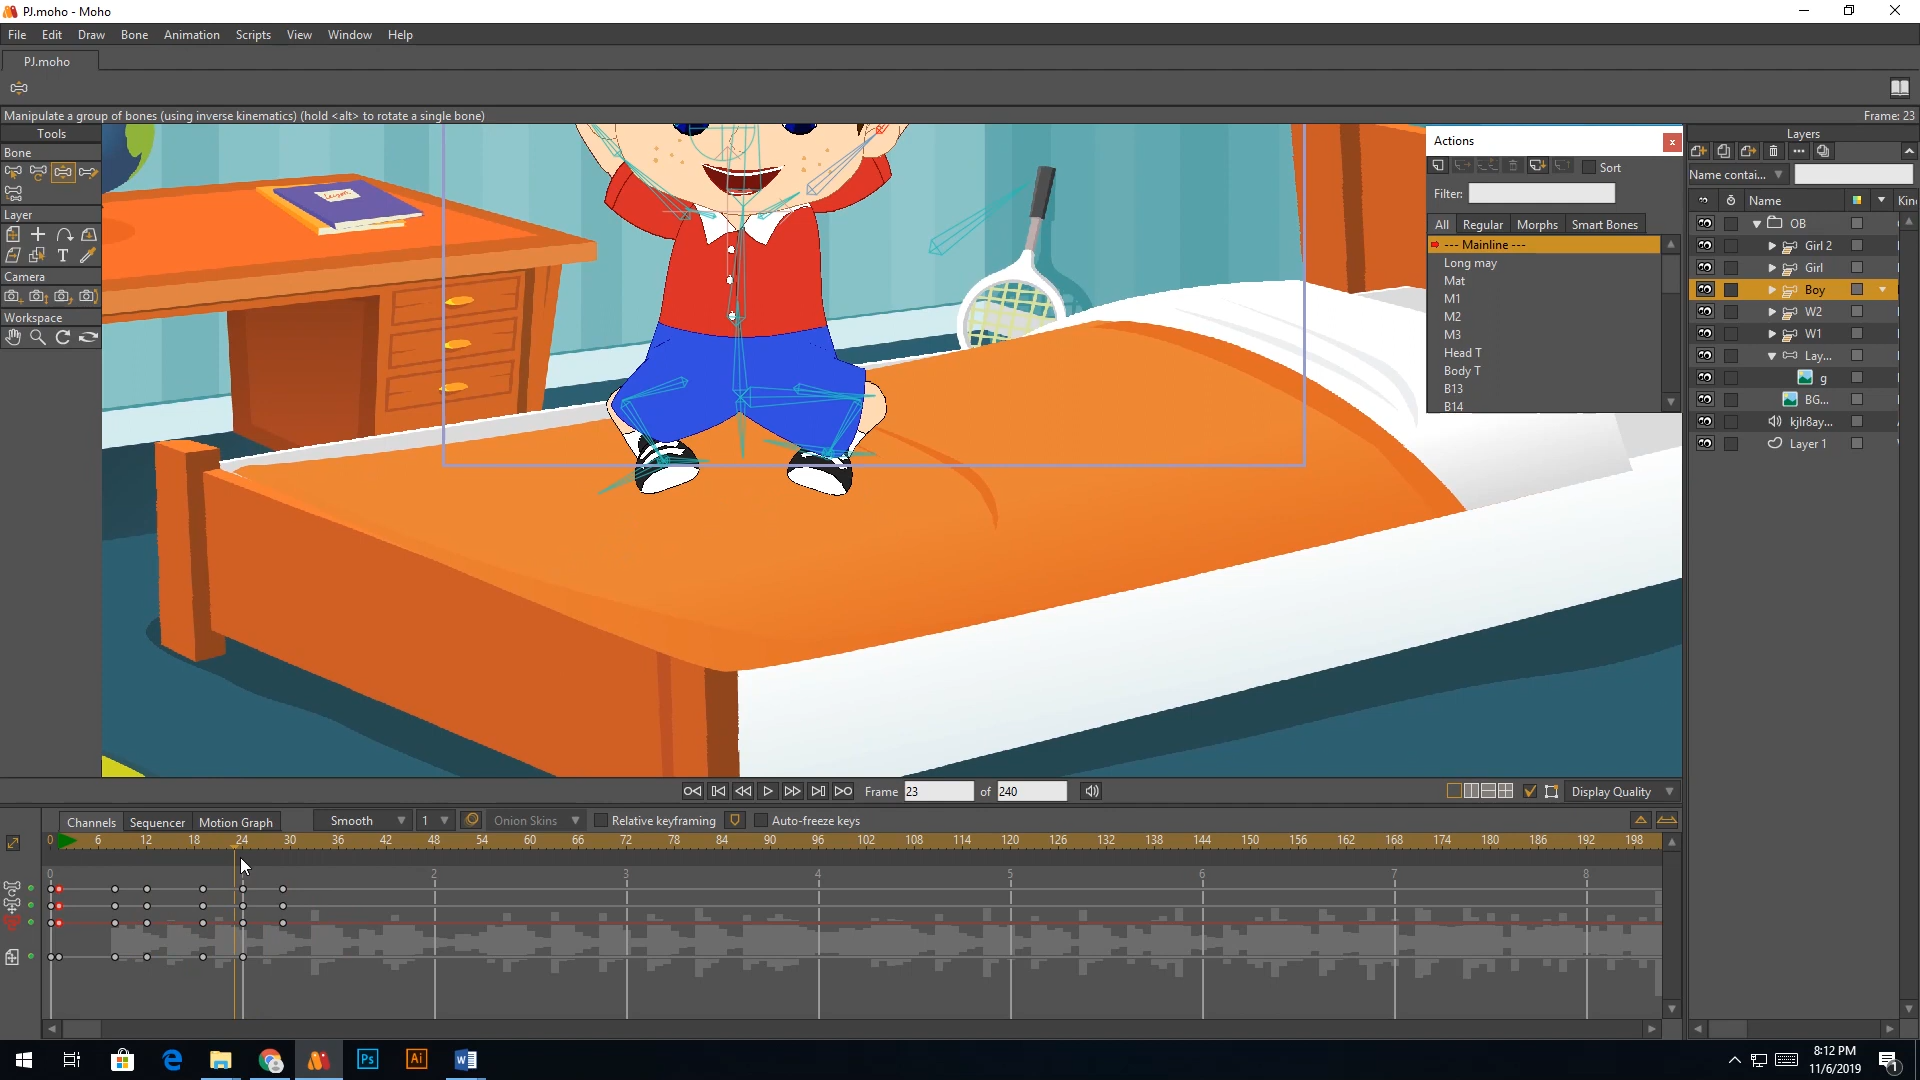 PJ.moho - Moho
File Edit Draw Bone Animation Scripts View Window Help
PJ.moho
Manipulate a group of bones (using inverse kinematics) (hold <alt> to rotate a single bone)
Frame: 23
Tools
Bone
Layer
Camera
Workspace
Actions
Sort
Filter:
All Regular Morphs Smart Bones
--- Mainline ---
Long may
Mat
M1
M2
M3
Head T
Body T
B13
B14
Layers
Name contai...
Name Kin
OB
Girl 2
Girl
Boy
W2
W1
Lay...
g
BG...
kjlr8ay...
Layer 1
Frame 23 of 240
Display Quality
Channels Sequencer Motion Graph Smooth 1 Onion Skins Relative keyframing Auto-freeze keys
0 6 12 18 24 30 36 42 48 54 60 66 72 78 84 90 96 102 108 114 120 126 132 138 144 150 156 162 168 174 180 186 192 198
0 2 3 4 5 6 7 8
Ps Ai
8:12 PM
11/6/2019
1